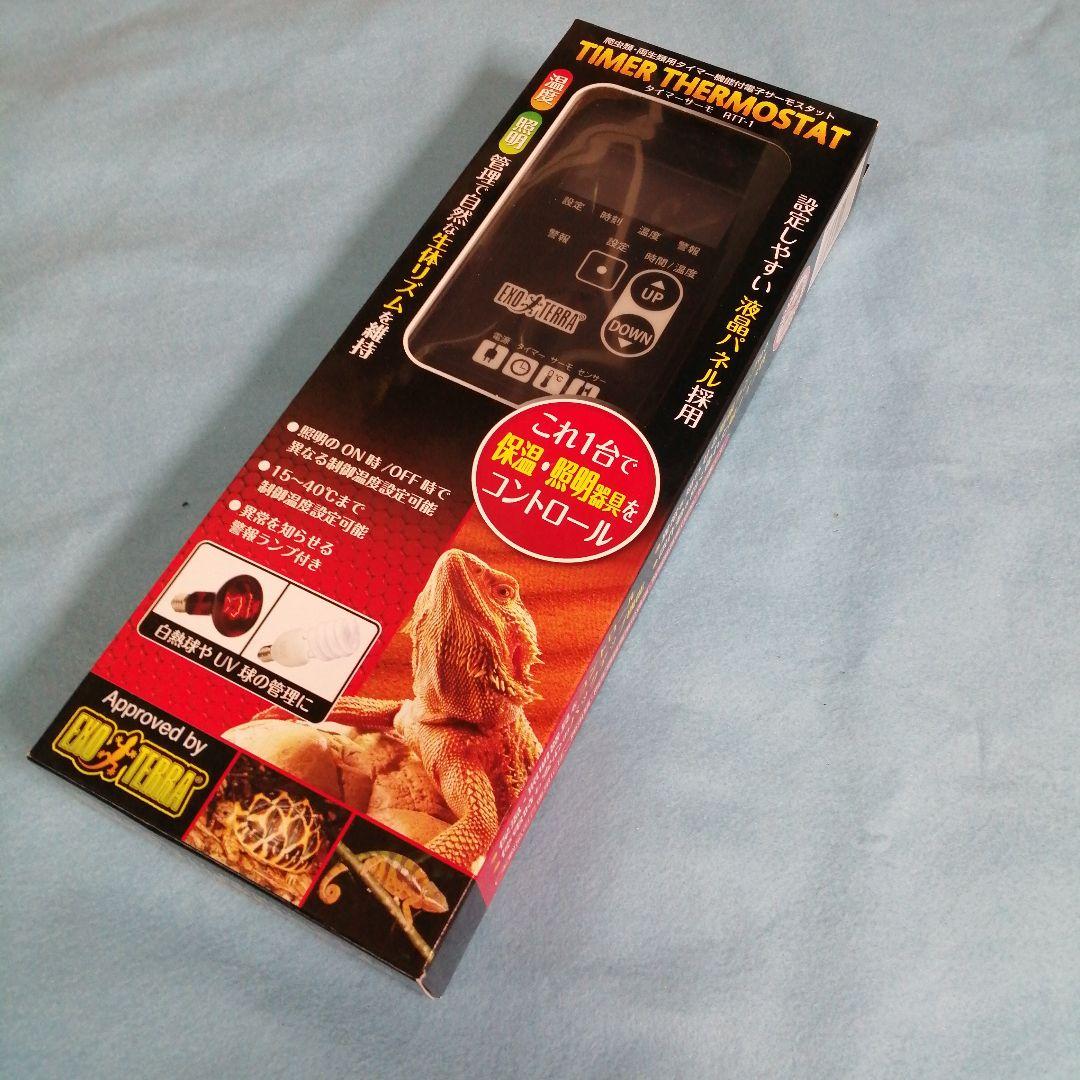 爬虫類・両生類用タイマー機能付電子サーモスタット
TIMER THERMOSTAT
タイマーサーモ RTT-1
温度
照明
管理で自然な生体リズムを維持
設定しやすい 液晶パネル採用
設定 時刻 温度 警報
警報 設定 時間/温度
UP
DOWN
EXO TERRA®
電源 タイマー サーモ センサー
℃
これ1台で
保温・照明器具を
コントロール
●照明のON時/OFF時で
異なる制御温度設定可能
●15~40℃まで
制御温度設定可能
●異常を知らせる
警報ランプ付き
白熱球やUV球の管理に
Approved by
EXO TERRA®